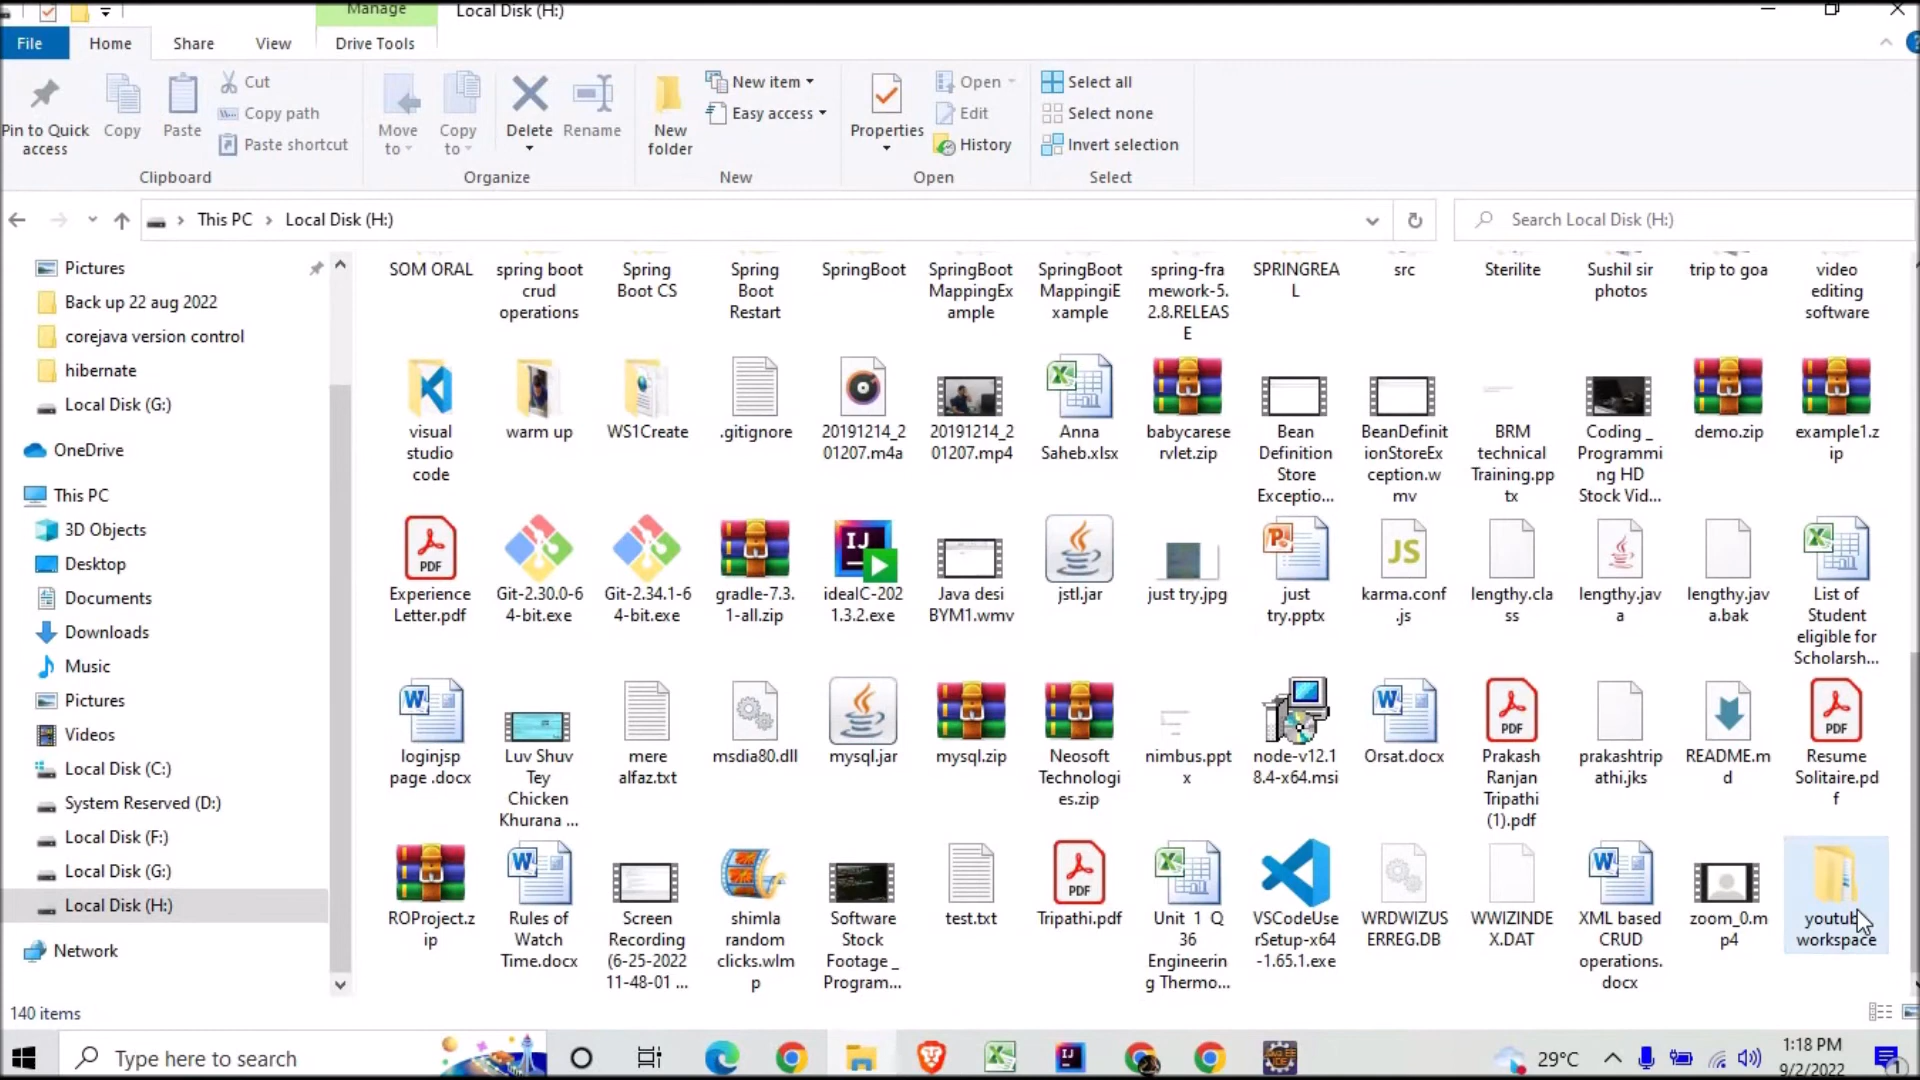 Manage
Local Disk (H:)
File
Home
Share
View
Drive Tools
Pin to Quick
access
Copy
Paste
Cut
Copy path
Paste shortcut
Clipboard
Move
to
Copy
to
Delete
Rename
Organize
New
folder
New item
Easy access
New
Properties
Open
Edit
History
Open
Select all
Select none
Invert selection
Select
This PC
Local Disk (H:)
Search Local Disk (H:)
Pictures
Back up 22 aug 2022
corejava version control
hibernate
Local Disk (G:)
OneDrive
This PC
3D Objects
Desktop
Documents
Downloads
Music
Pictures
Videos
Local Disk (C:)
System Reserved (D:)
Local Disk (F:)
Local Disk (G:)
Local Disk (H:)
Network
SOM ORAL
spring boot
crud
operations
Spring
Boot CS
Spring
Boot
Restart
SpringBoot
SpringBoot
MappingEx
ample
SpringBoot
MappingiE
xample
spring-fra
mework-5.
2.8.RELEAS
E
SPRINGREA
L
src
Sterilite
Sushil sir
photos
trip to goa
video
editing
software
visual
studio
code
warm up
WS1Create
.gitignore
20191214_2
01207.m4a
20191214_2
01207.mp4
Anna
Saheb.xlsx
babycarese
rvlet.zip
Bean
Definition
Store
Exceptio...
BeanDefinit
ionStoreEx
ception.w
mv
BRM
technical
Training.pp
tx
Coding _
Programmi
ng HD
Stock Vid...
demo.zip
example1.z
ip
PDF
Experience
Letter.pdf
Git-2.30.0-6
4-bit.exe
Git-2.34.1-6
4-bit.exe
gradle-7.3.
1-all.zip
IJ
ideaIC-202
1.3.2.exe
Java desi
BYM1.wmv
jstl.jar
just try.jpg
just
try.pptx
JS
karma.conf
.js
lengthy.cla
ss
lengthy.jav
a
lengthy.jav
a.bak
List of
Student
eligible for
Scholarsh...
loginjsp
page .docx
Luv Shuv
Tey
Chicken
Khurana ...
mere
alfaz.txt
msdia80.dll
mysql.jar
mysql.zip
Neosoft
Technologi
es.zip
nimbus.ppt
x
node-v12.1
8.4-x64.msi
Orsat.docx
PDF
Prakash
Ranjan
Tripathi
(1).pdf
prakashtrip
athi.jks
README.m
d
PDF
Resume
Solitaire.pd
f
ROProject.z
ip
Rules of
Watch
Time.docx
Screen
Recording
(6-25-2022
11-48-01 ...
shimla
random
clicks.wlm
p
Software
Stock
Footage _
Program...
test.txt
PDF
Tripathi.pdf
Unit 1 Q
36
Engineerin
g Thermo...
VSCodeUse
rSetup-x64
-1.65.1.exe
WRDWIZUS
ERREG.DB
WWIZINDE
X.DAT
XML based
CRUD
operations.
docx
zoom_0.m
p4
workspace
140 items
Type here to search
29°C
1:18 PM
9/2/2022
1